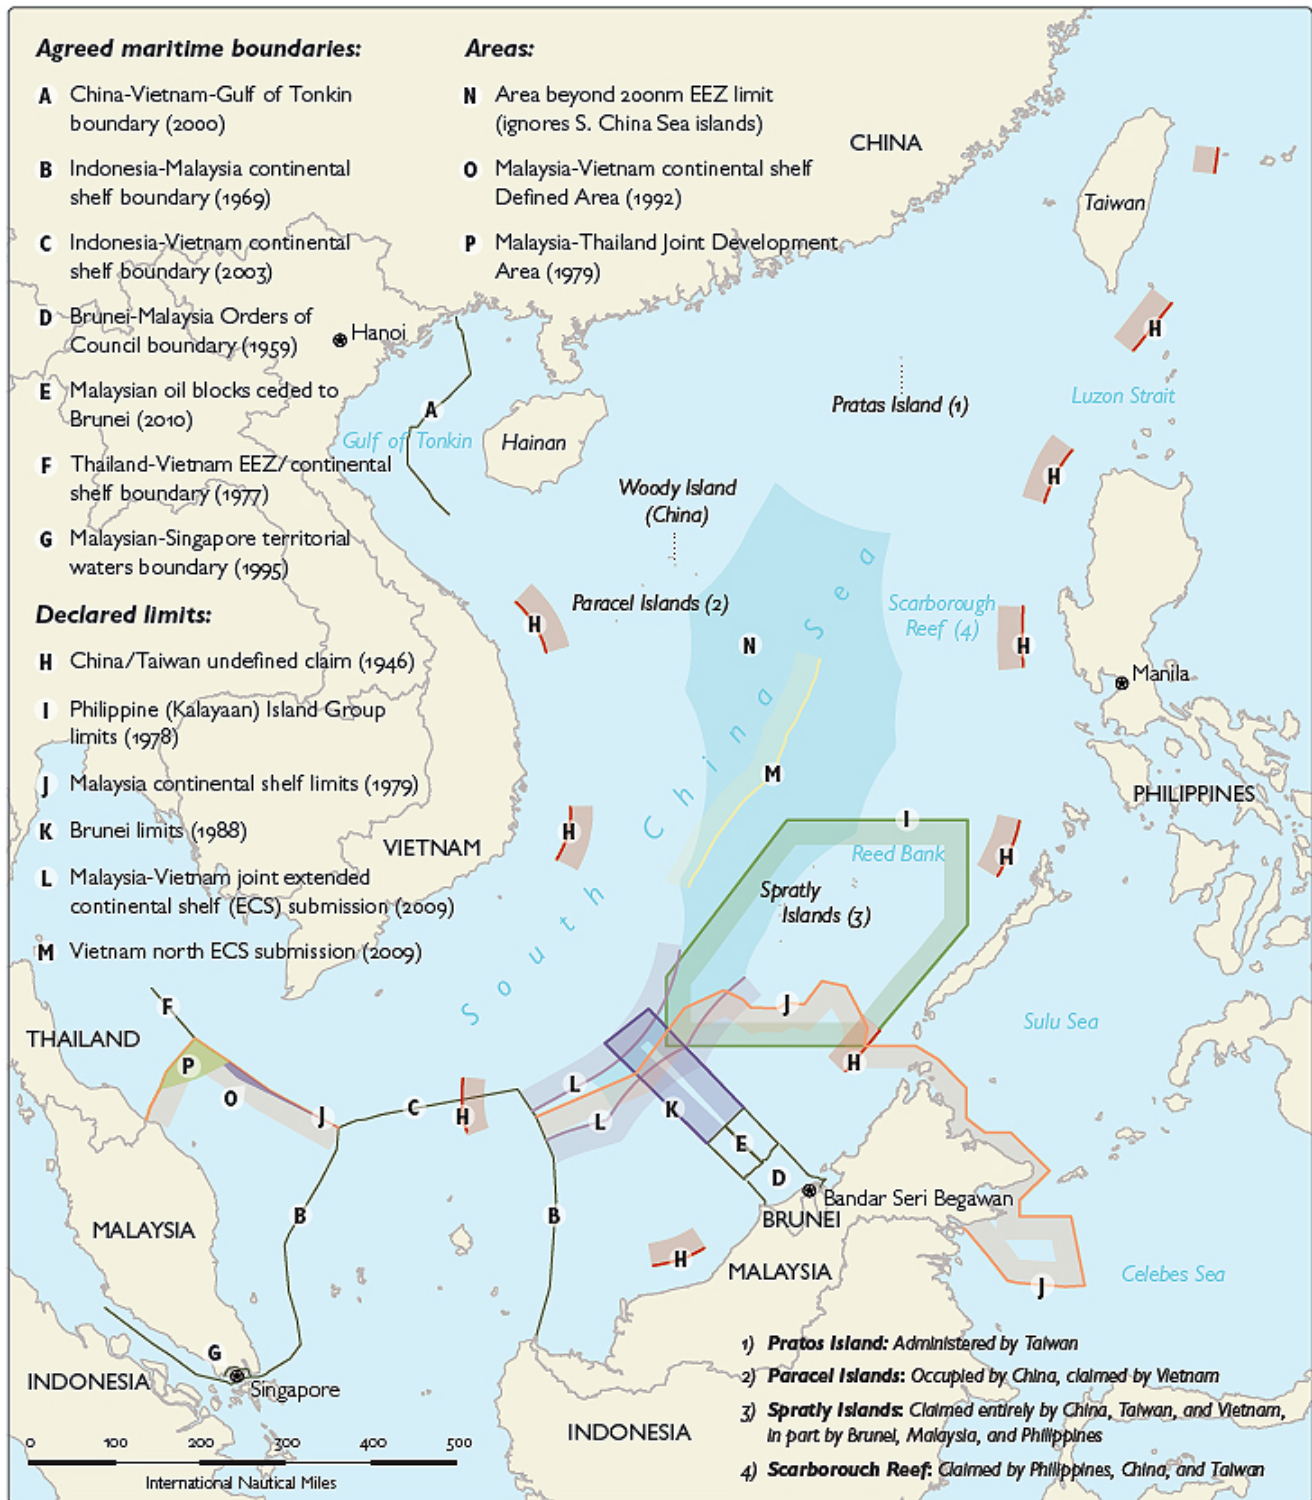 Agreed maritime boundaries:
A China-Vietnam-Gulf of Tonkin
boundary (2000)
B Indonesia-Malaysia continental
shelf boundary (1969)
C Indonesia-Vietnam continental
shelf boundary (2003)
D Brunei-Malaysia Orders of
Council boundary (1959)
E Malaysian oil blocks ceded to
Brunei (2010)
F Thailand-Vietnam EEZ/continental
shelf boundary (1977)
G Malaysian-Singapore territorial
waters boundary (1995)
Declared limits:
H China/Taiwan undefined claim (1946)
I Philippine (Kalayaan) Island Group
limits (1978)
J Malaysia continental shelf limits (1979)
K Brunei limits (1988)
L Malaysia-Vietnam joint extended
continental shelf (ECS) submission (2009)
M Vietnam north ECS submission (2009)
Areas:
N Area beyond 200nm EEZ limit
(ignores S. China Sea islands)
O Malaysia-Vietnam continental shelf
Defined Area (1992)
P Malaysia-Thailand Joint Development
Area (1979)
CHINA
Taiwan
H
Hanoi
Luzon Strait
Pratas Island (1)
A
Gulf of Tonkin
Hainan
H
Woody Island
(China)
Paracel Islands (2)
Scarborough
Reef (4)
H
N
H
Manila
South China Sea
M
PHILIPPINES
I
H
VIETNAM
Reed Bank
H
Spratly
Islands (3)
F
J
THAILAND
Sulu Sea
P
H
O
L
J
C
H
L
K
E
D
Bandar Seri Begawan
B
B
BRUNEI
MALAYSIA
H
MALAYSIA
Celebes Sea
J
G
INDONESIA
Singapore
INDONESIA
0 100 200 300 400 500
International Nautical Miles
1) Pratos Island: Administered by Taiwan
2) Paracel Islands: Occupied by China, claimed by Vietnam
3) Spratly Islands: Claimed entirely by China, Taiwan, and Vietnam,
in part by Brunei, Malaysia, and Philippines
4) Scarborouch Reef: Claimed by Philippines, China, and Taiwan